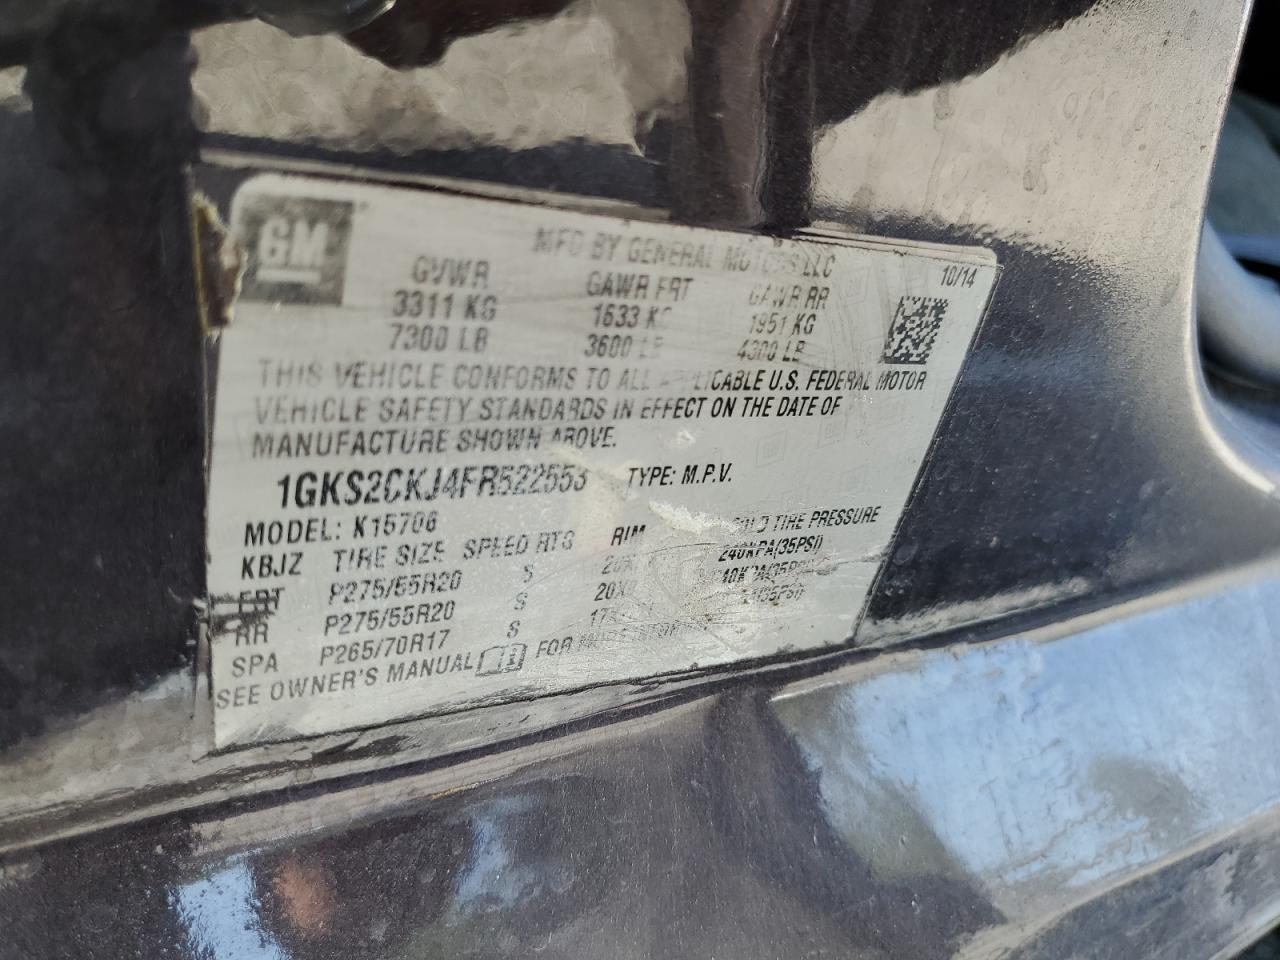 GM
MFD BY GENERAL MOTORS LLC
10/14
GVWR GAWR FRT GAWR RR
3311 KG 1633 KG 1951 KG
7300 LB 3600 LB 4300 LB
THIS VEHICLE CONFORMS TO ALL APPLICABLE U.S. FEDERAL MOTOR
VEHICLE SAFETY STANDARDS IN EFFECT ON THE DATE OF
MANUFACTURE SHOWN ABOVE.
1GKS2CKJ4FR522553 TYPE: M.P.V.
MODEL: K15706
KBJZ TIRE SIZE SPEED RTG RIM COLD TIRE PRESSURE
FRT P275/55R20 S 240KPA(35PSI)
RR P275/55R20 S
SPA P265/70R17 S
SEE OWNER'S MANUAL FOR MORE